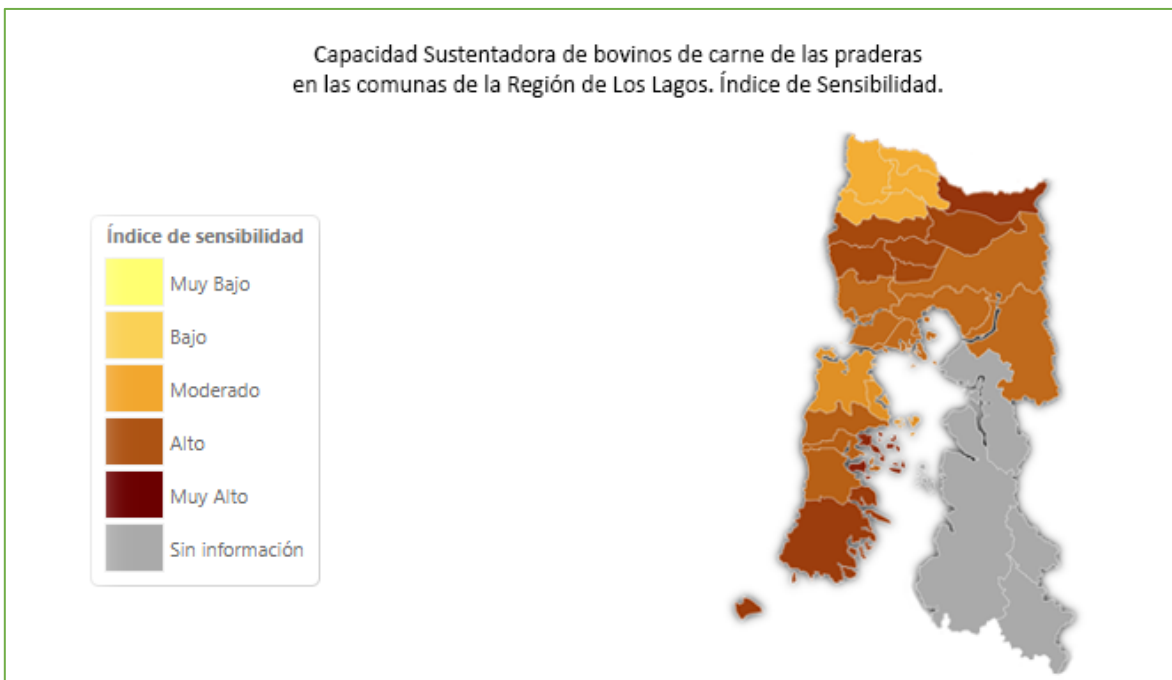 Capacidad Sustentadora de bovinos de carne de las praderas
en las comunas de la Región de Los Lagos. Índice de Sensibilidad.
Índice de sensibilidad
Muy Bajo
Bajo
Moderado
Alto
Muy Alto
Sin información